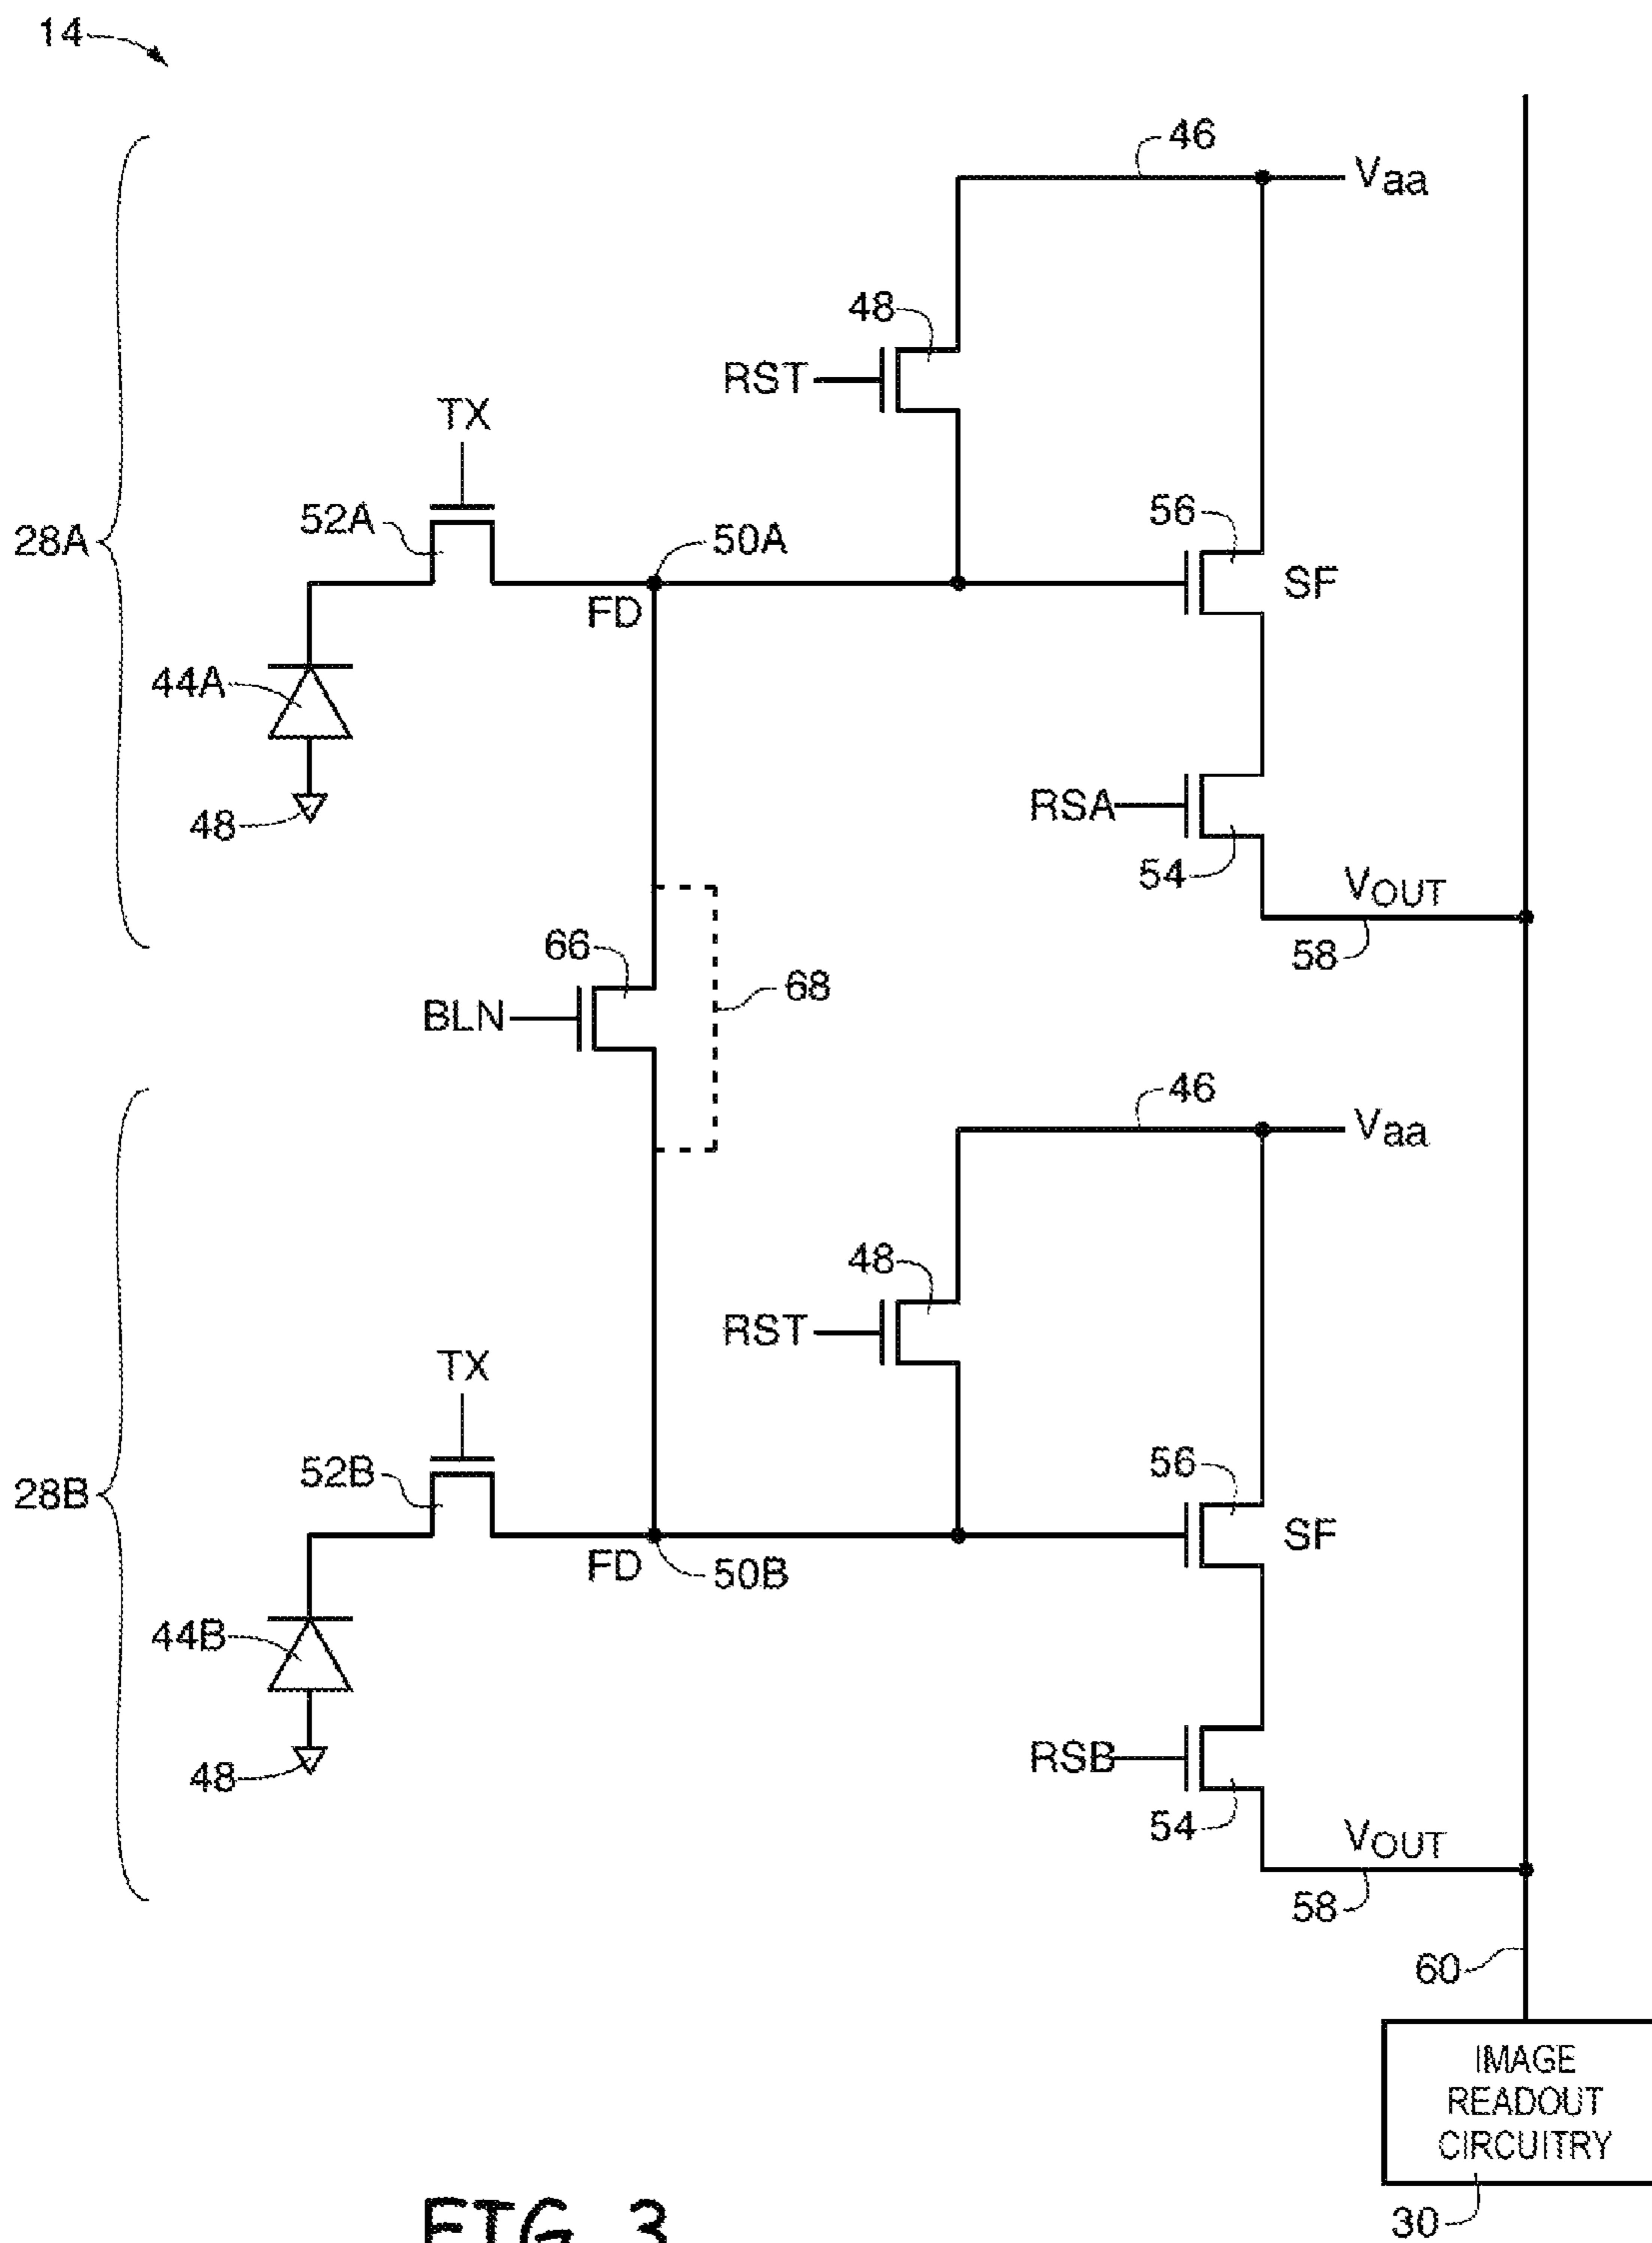 14
46
Vaa
48
RST
TX
52A
50A
56
28A
FD
SF
44A
48
RSA
54
VOUT
58
66
68
BLN
46
Vaa
48
RST
TX
52B
56
28B
FD
50B
SF
44B
48
RSB
54
VOUT
58
60
IMAGE
READOUT
CIRCUITRY
30
FIG. 3